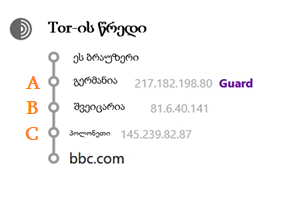 Tor-ის წრედი
ეს ბრაუზერი
A გერმანია 217.182.198.80 Guard
B შვეიცარია 81.6.40.141
C პოლონეთი 145.239.82.87
bbc.com